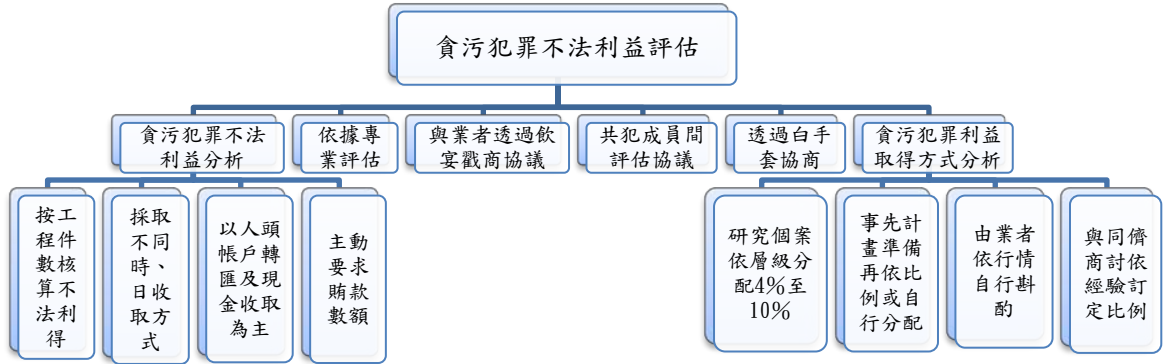 貪污犯罪不法利益評估
貪污犯罪不法
利益分析
依據專
業評估
與業者透過飲
宴戲商協議
共犯成員間
評估協議
透過白手
套協商
貪污犯罪利益
取得方式分析
按工
程件
數核
算不
法利
得
採取
不同
時、
日收
取方
式
以人頭
帳戶轉
匯及現
金收取
為主
主動
要求
賄款
數額
研究個案
依層級分
配4%至
10%
事先計
畫準備
再依比
例或自
行分配
由業者
依行情
自行斟
酌
與同儕
商討依
經驗訂
定比例